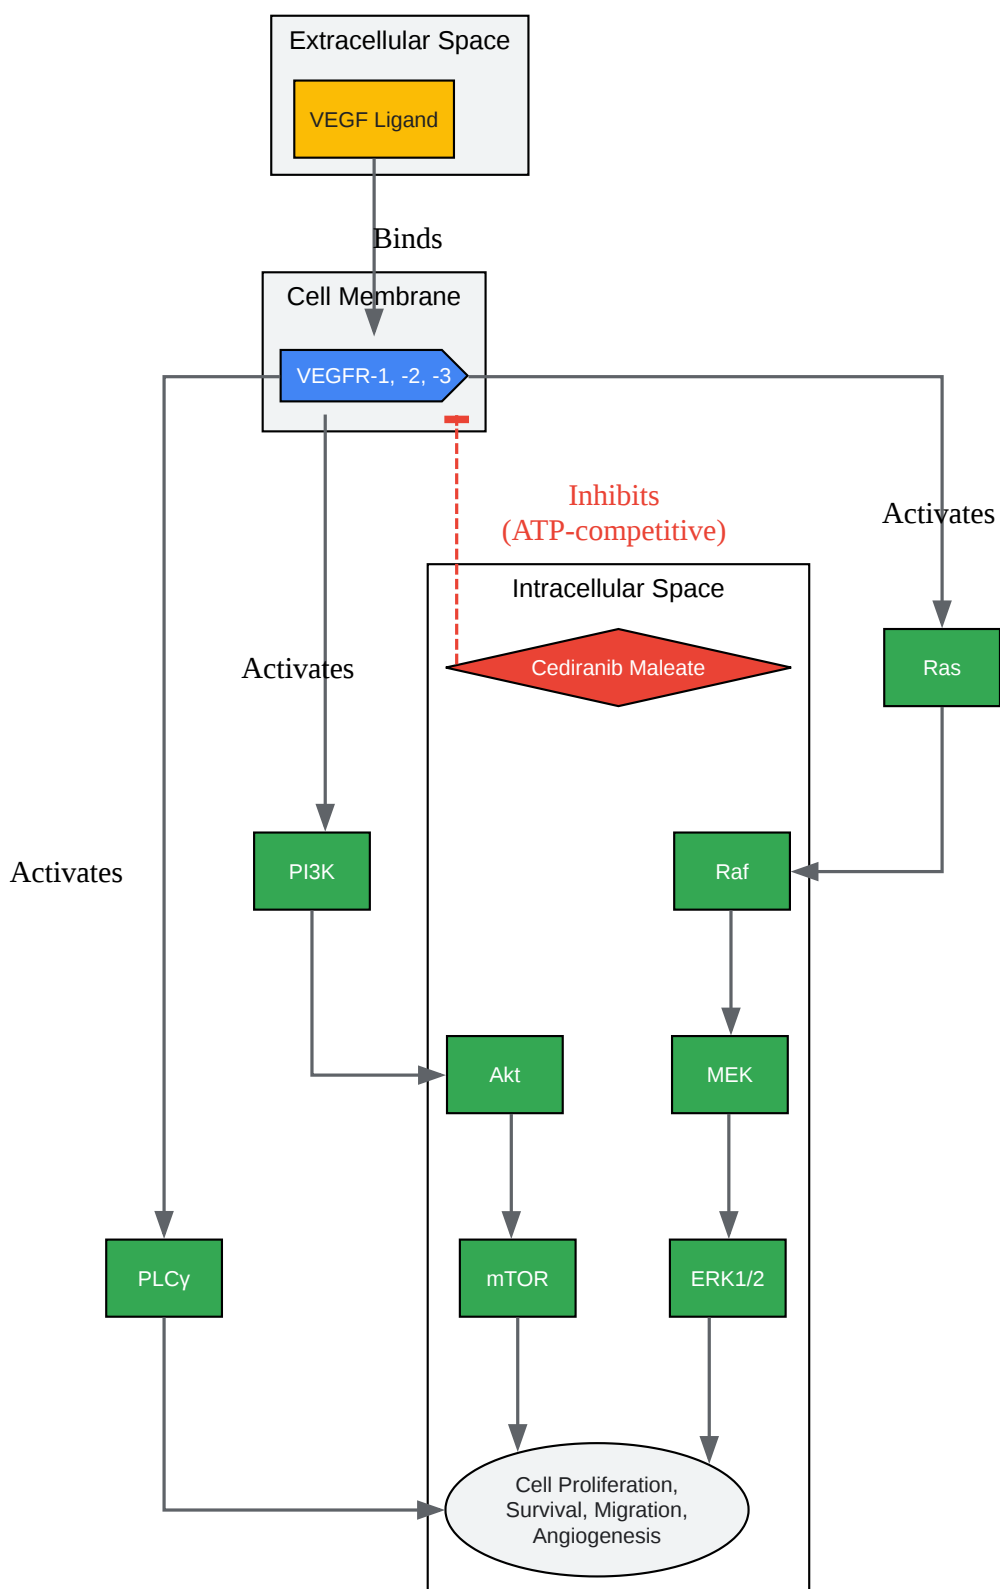 Extracellular Space
VEGF Ligand
Binds
Cell Membrane
VEGFR-1, -2, -3
Inhibits
(ATP-competitive)
Activates
Intracellular Space
Cediranib Maleate
Ras
Activates
PI3K
Raf
Activates
Akt
MEK
PLCγ
mTOR
ERK1/2
Cell Proliferation,
Survival, Migration,
Angiogenesis